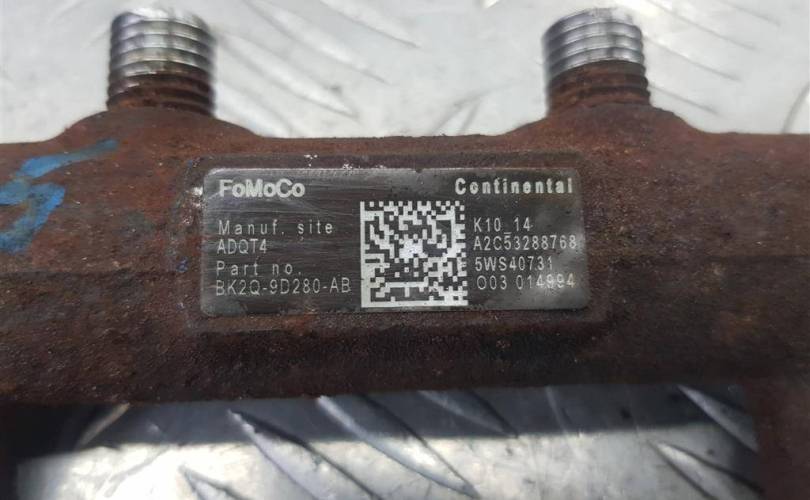 FoMoCo
Continental
Manuf. site
ADQT4
Part no.
BK2Q-9D280-AB
K10_14
A2C53288768
5WS40731
O03 014994